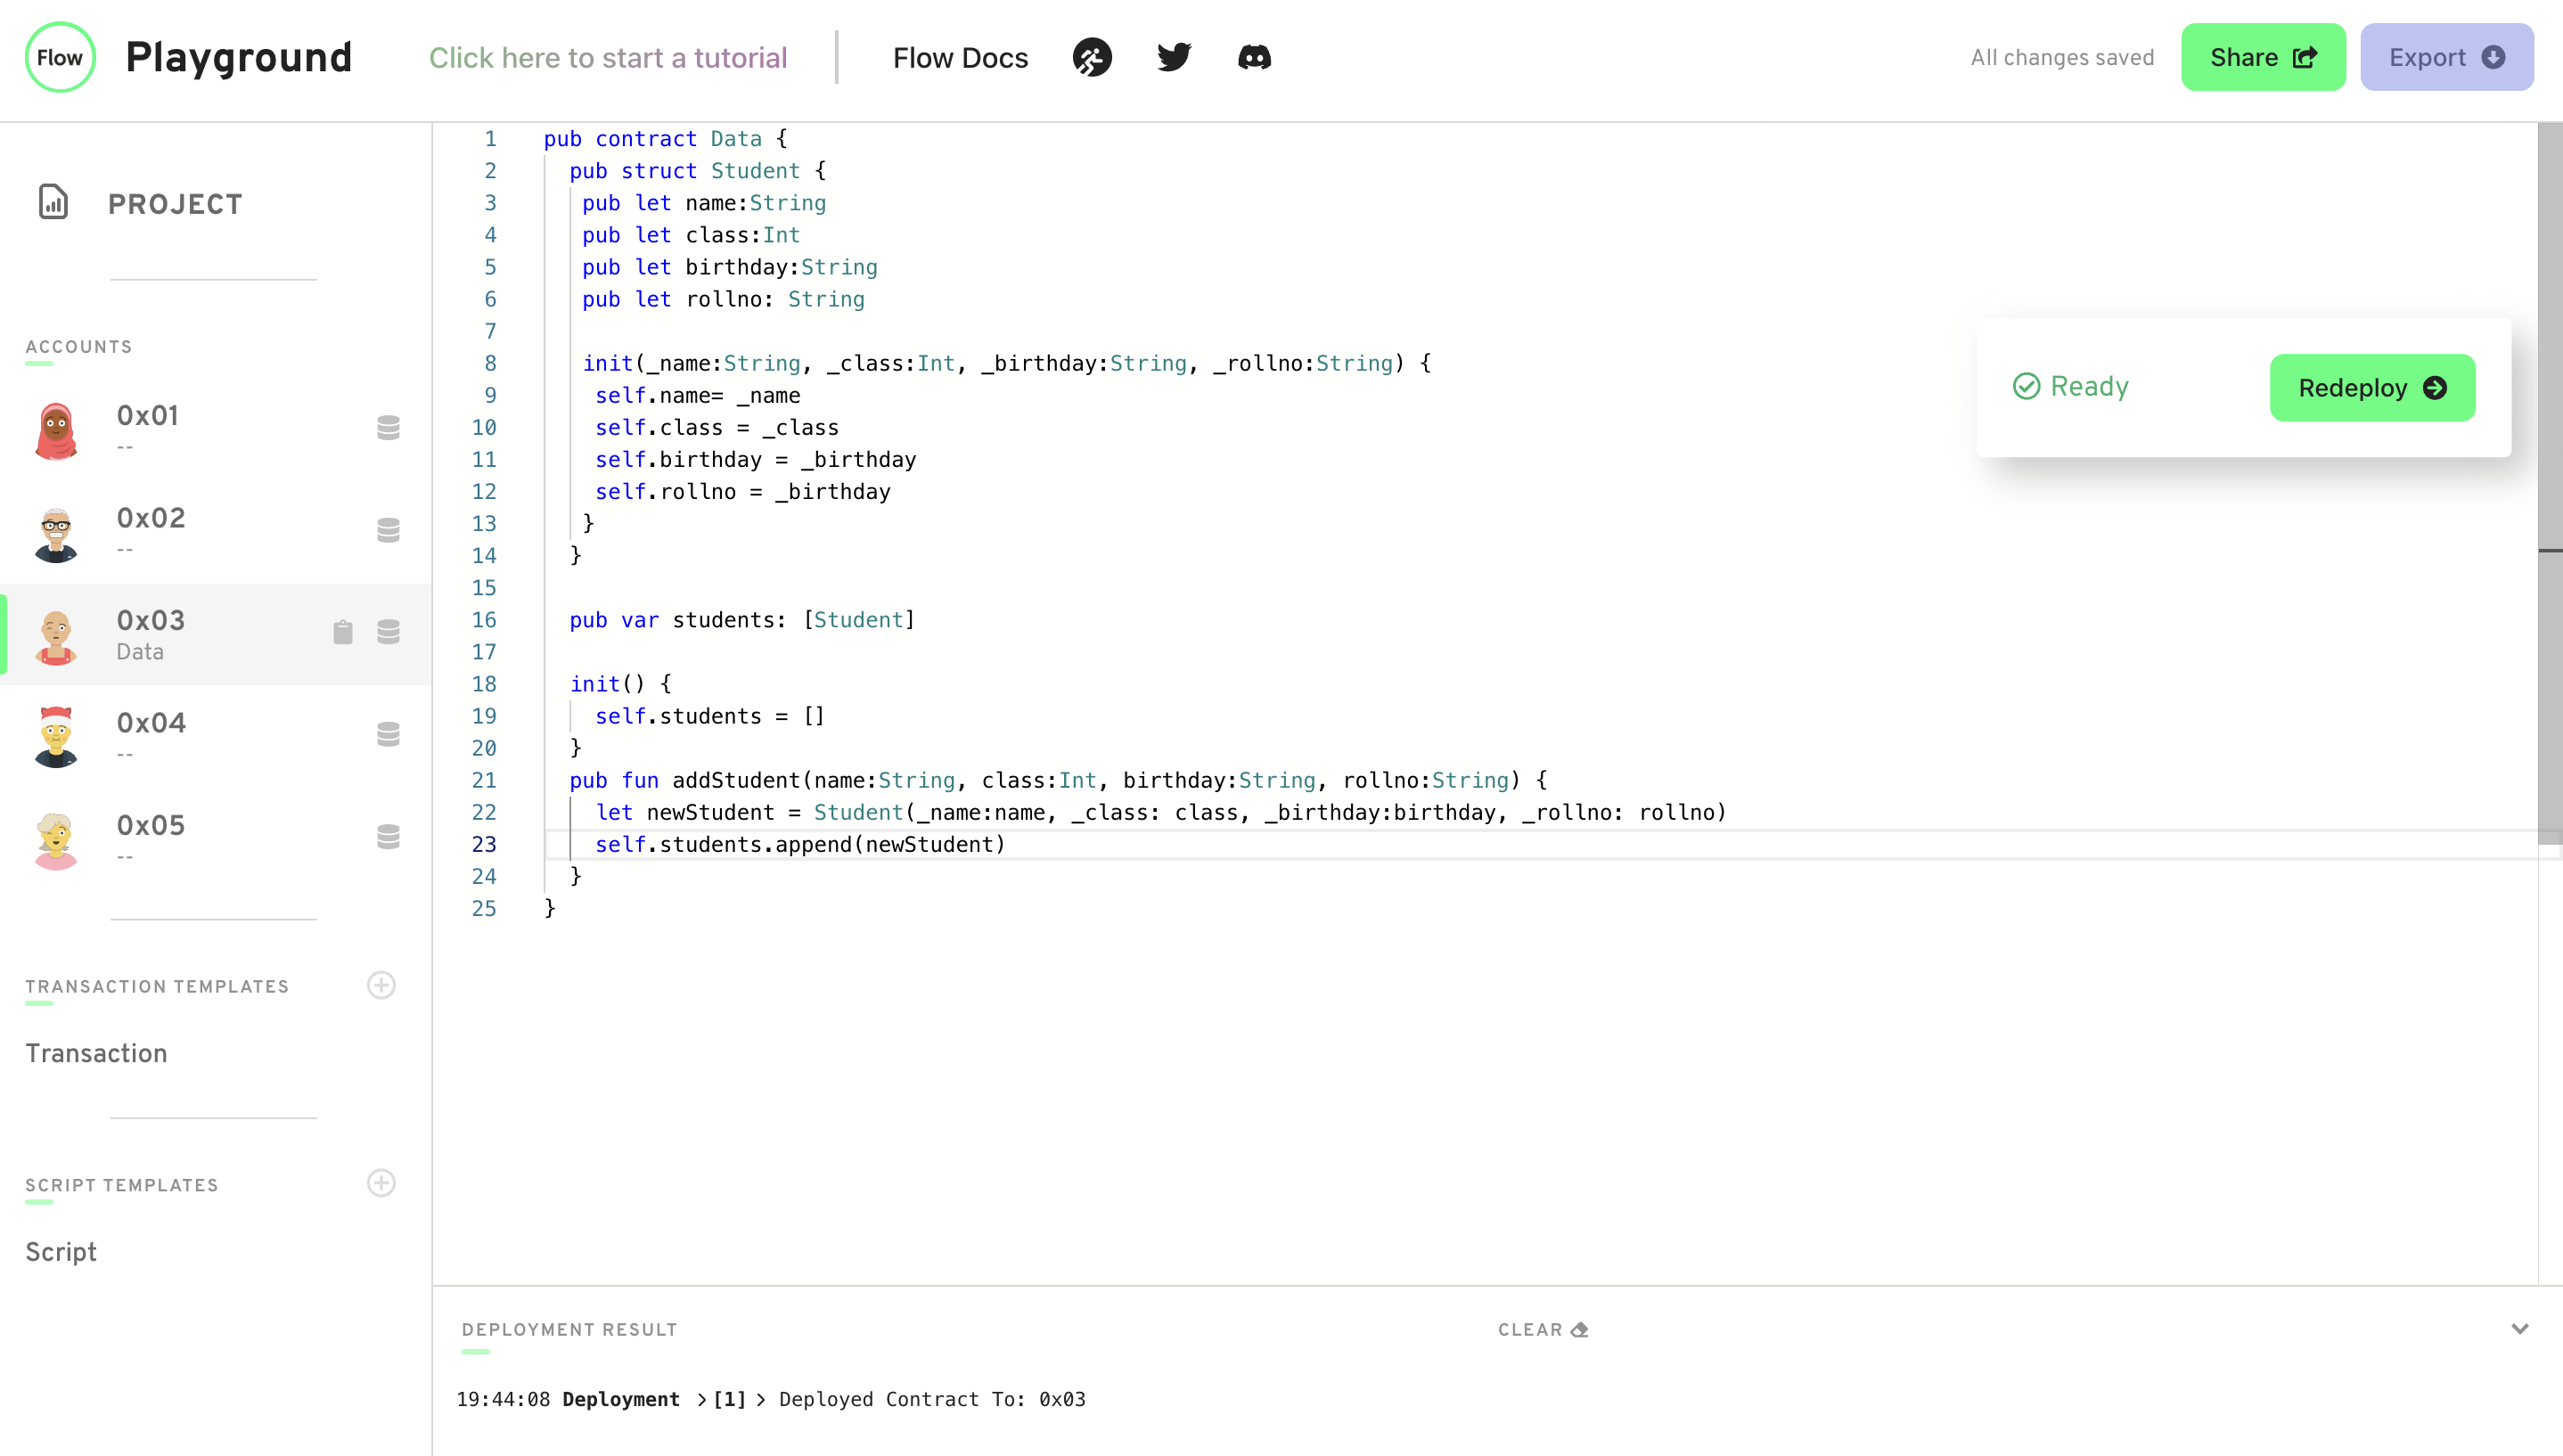 Flow Playground Click here to start a tutorial Flow Docs All changes saved Share Export
PROJECT
ACCOUNTS
0x01
--
0x02
--
0x03
Data
0x04
--
0x05
--
TRANSACTION TEMPLATES
Transaction
SCRIPT TEMPLATES
Script
1 pub contract Data {
2 pub struct Student {
3 pub let name:String
4 pub let class:Int
5 pub let birthday:String
6 pub let rollno: String
7
8 init(_name:String, _class:Int, _birthday:String, _rollno:String) {
9 self.name= _name
10 self.class = _class
11 self.birthday = _birthday
12 self.rollno = _birthday
13 }
14 }
15
16 pub var students: [Student]
17
18 init() {
19 self.students = []
20 }
21 pub fun addStudent(name:String, class:Int, birthday:String, rollno:String) {
22 let newStudent = Student(_name:name, _class: class, _birthday:birthday, _rollno: rollno)
23 self.students.append(newStudent)
24 }
25 }
Ready Redeploy
DEPLOYMENT RESULT CLEAR
19:44:08 Deployment >[1]> Deployed Contract To: 0x03